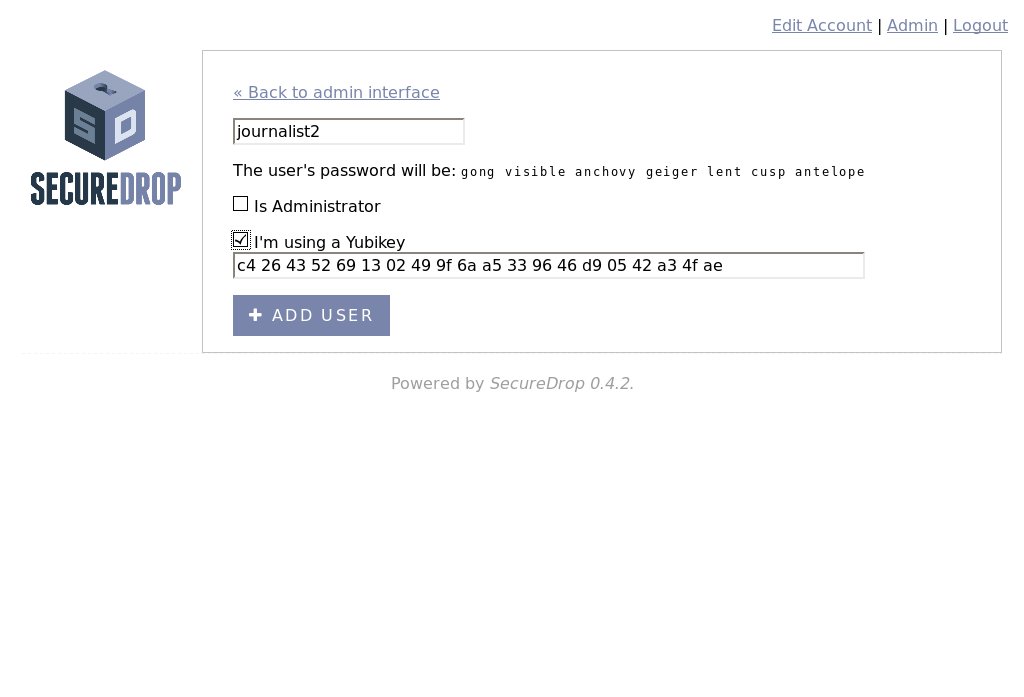 Edit Account | Admin | Logout
« Back to admin interface
journalist2
The user's password will be: gong visible anchovy geiger lent cusp antelope
Is Administrator
I'm using a Yubikey
c4 26 43 52 69 13 02 49 9f 6a a5 33 96 46 d9 05 42 a3 4f ae
ADD USER
S D
SECUREDROP
Powered by SecureDrop 0.4.2.